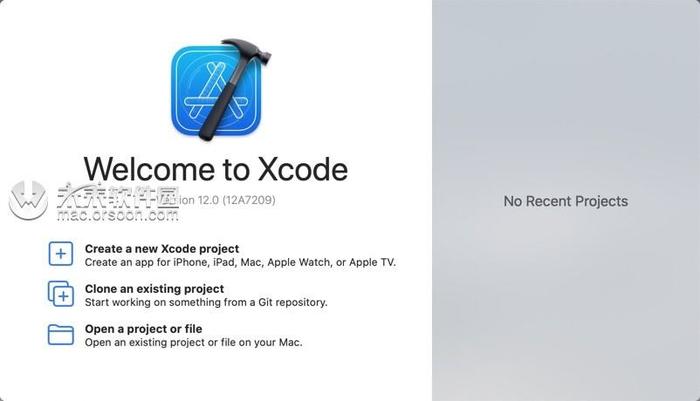 Welcome to Xcode
Version 12.0 (12A7209)
mac.orsoon.com
Create a new Xcode project
Create an app for iPhone, iPad, Mac, Apple Watch, or Apple TV.
Clone an existing project
Start working on something from a Git repository.
Open a project or file
Open an existing project or file on your Mac.
No Recent Projects